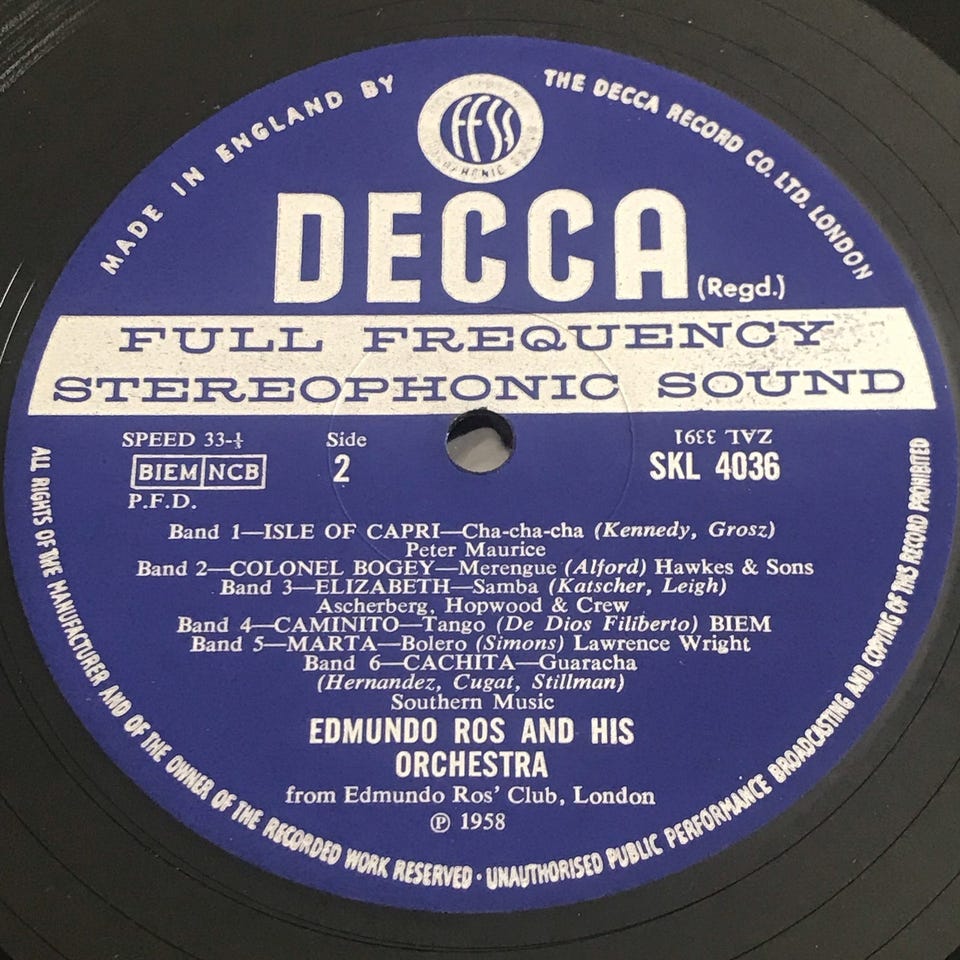 MADE IN ENGLAND BY
THE DECCA RECORD CO. LTD. LONDON
FFSS
DECCA (Regd.)
FULL FREQUENCY
STEREOPHONIC SOUND
SPEED 33-⅓
Side
ZAL 3391
BIEM NCB
2
SKL 4036
P.F.D.
Band 1—ISLE OF CAPRI—Cha-cha-cha (Kennedy, Grosz)
Peter Maurice
Band 2—COLONEL BOGEY—Merengue (Alford) Hawkes & Sons
Band 3—ELIZABETH—Samba (Katscher, Leigh)
Ascherberg, Hopwood & Crew
Band 4—CAMINITO—Tango (De Dios Filiberto) BIEM
Band 5—MARTA—Bolero (Simons) Lawrence Wright
Band 6—CACHITA—Guaracha
(Hernandez, Cugat, Stillman)
Southern Music
EDMUNDO ROS AND HIS
ORCHESTRA
from Edmundo Ros' Club, London
℗ 1958
ALL RIGHTS OF THE MANUFACTURER AND OF THE OWNER OF THE RECORDED WORK RESERVED · UNAUTHORISED PUBLIC PERFORMANCE BROADCASTING AND COPYING OF THIS RECORD PROHIBITED